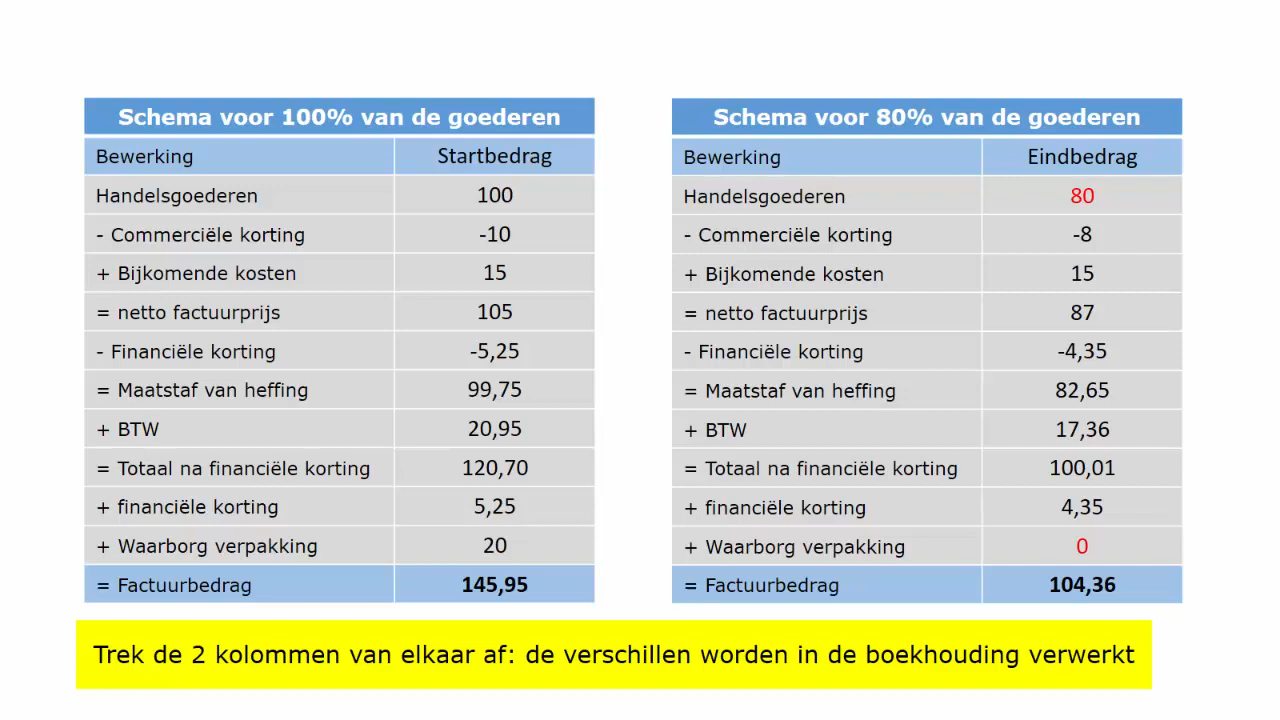 Schema voor 100% van de goederen
Bewerking Startbedrag
Handelsgoederen 100
- Commerciële korting -10
+ Bijkomende kosten 15
= netto factuurprijs 105
- Financiële korting -5,25
= Maatstaf van heffing 99,75
+ BTW 20,95
= Totaal na financiële korting 120,70
+ financiële korting 5,25
+ Waarborg verpakking 20
= Factuurbedrag 145,95
Schema voor 80% van de goederen
Bewerking Eindbedrag
Handelsgoederen 80
- Commerciële korting -8
+ Bijkomende kosten 15
= netto factuurprijs 87
- Financiële korting -4,35
= Maatstaf van heffing 82,65
+ BTW 17,36
= Totaal na financiële korting 100,01
+ financiële korting 4,35
+ Waarborg verpakking 0
= Factuurbedrag 104,36
Trek de 2 kolommen van elkaar af: de verschillen worden in de boekhouding verwerkt